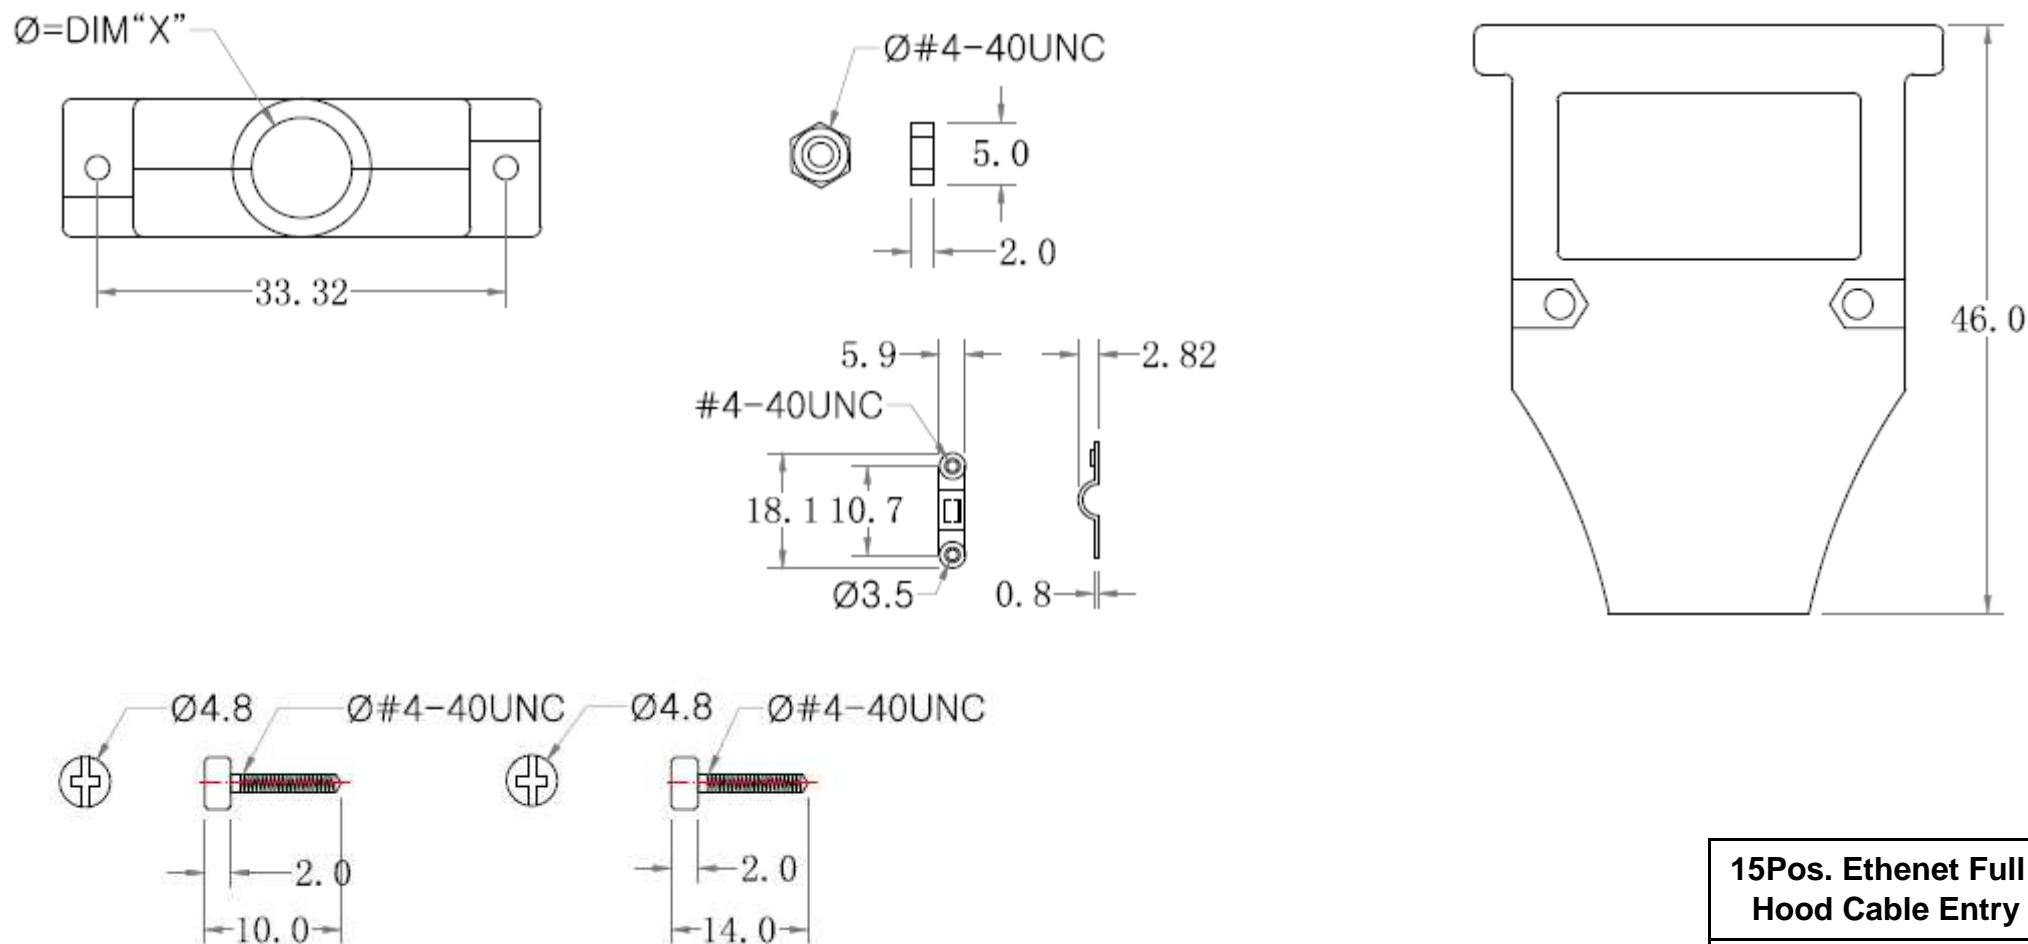 Ø=DIM“X”
33. 32
Ø#4-40UNC
5. 0
2. 0
46. 0
5. 9
2. 82
#4-40UNC
18. 1
10. 7
Ø3.5
0. 8
Ø4.8
Ø#4-40UNC
2. 0
10. 0
Ø4.8
Ø#4-40UNC
2. 0
14. 0
15Pos. Ethenet Full
Hood Cable Entry